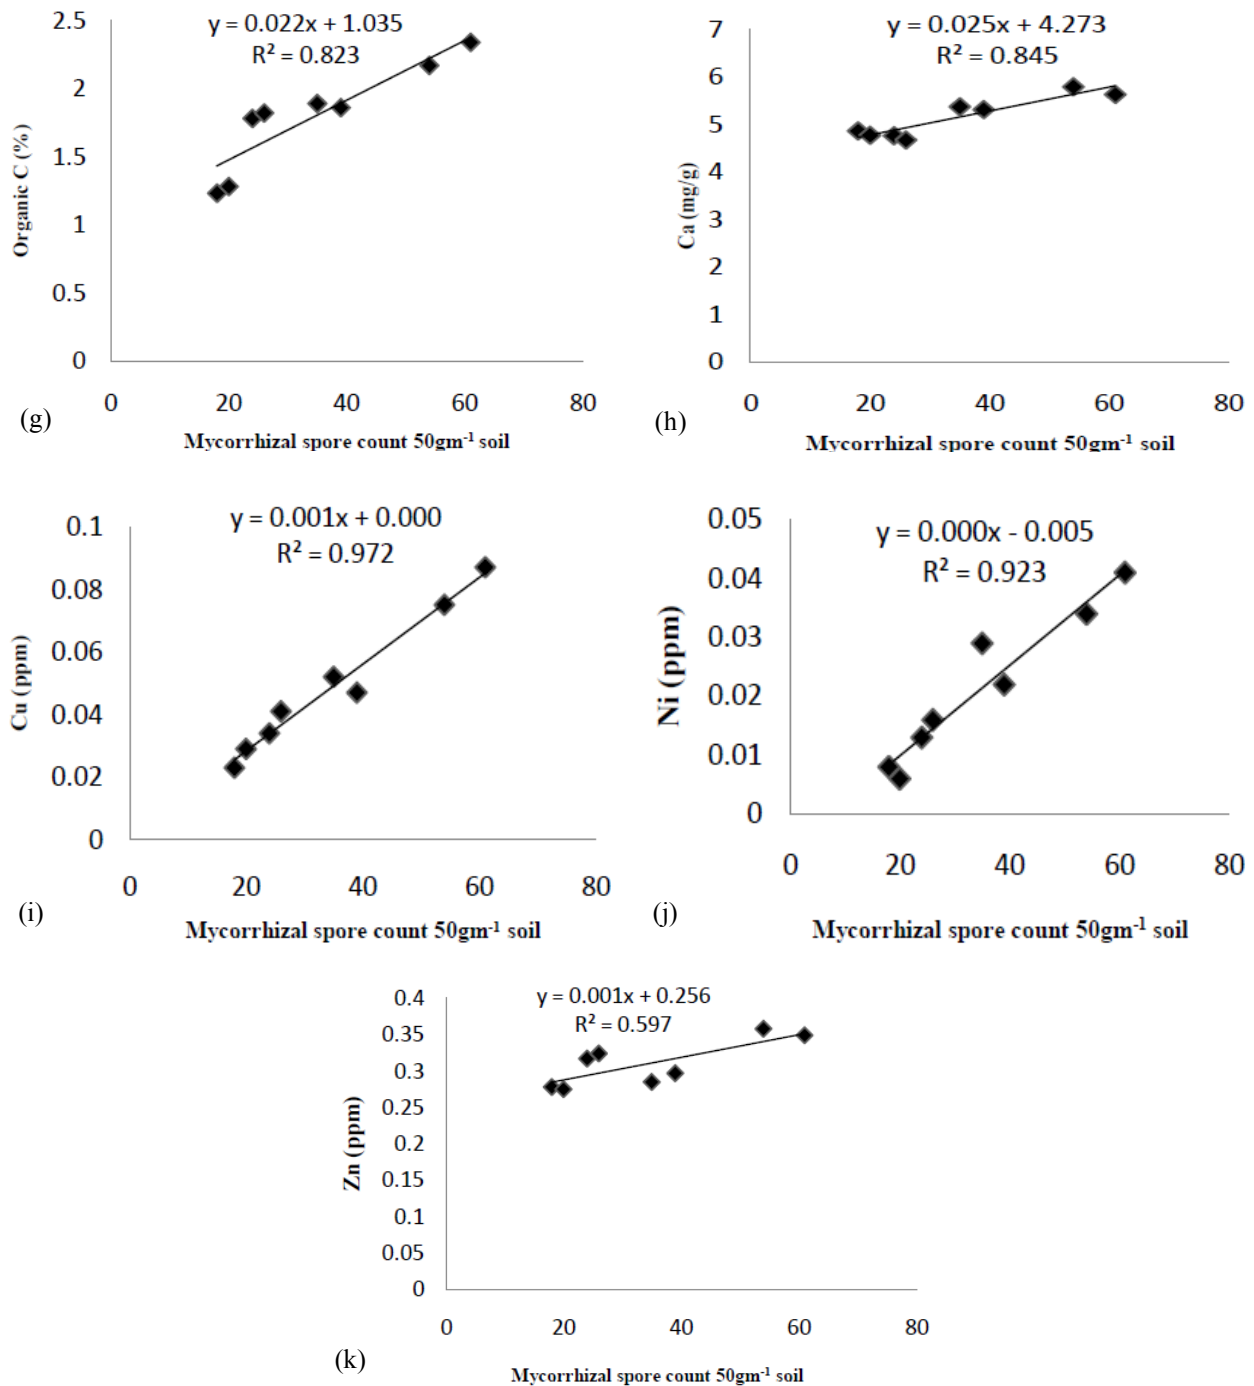 y = 0.022x + 1.035
R² = 0.823
2.5
2
1.5
1
0.5
0
Organic C (%)
0 20 40 60 80
(g)
Mycorrhizal spore count 50gm⁻¹ soil
y = 0.025x + 4.273
R² = 0.845
7
6
5
4
3
2
1
0
Ca (mg/g)
0 20 40 60 80
(h)
Mycorrhizal spore count 50gm⁻¹ soil
y = 0.001x + 0.000
R² = 0.972
0.1
0.08
0.06
0.04
0.02
0
Cu (ppm)
0 20 40 60 80
(i)
Mycorrhizal spore count 50gm⁻¹ soil
y = 0.000x - 0.005
R² = 0.923
0.05
0.04
0.03
0.02
0.01
0
Ni (ppm)
0 20 40 60 80
(j)
Mycorrhizal spore count 50gm⁻¹ soil
y = 0.001x + 0.256
R² = 0.597
0.4
0.35
0.3
0.25
0.2
0.15
0.1
0.05
0
Zn (ppm)
0 20 40 60 80
(k)
Mycorrhizal spore count 50gm⁻¹ soil